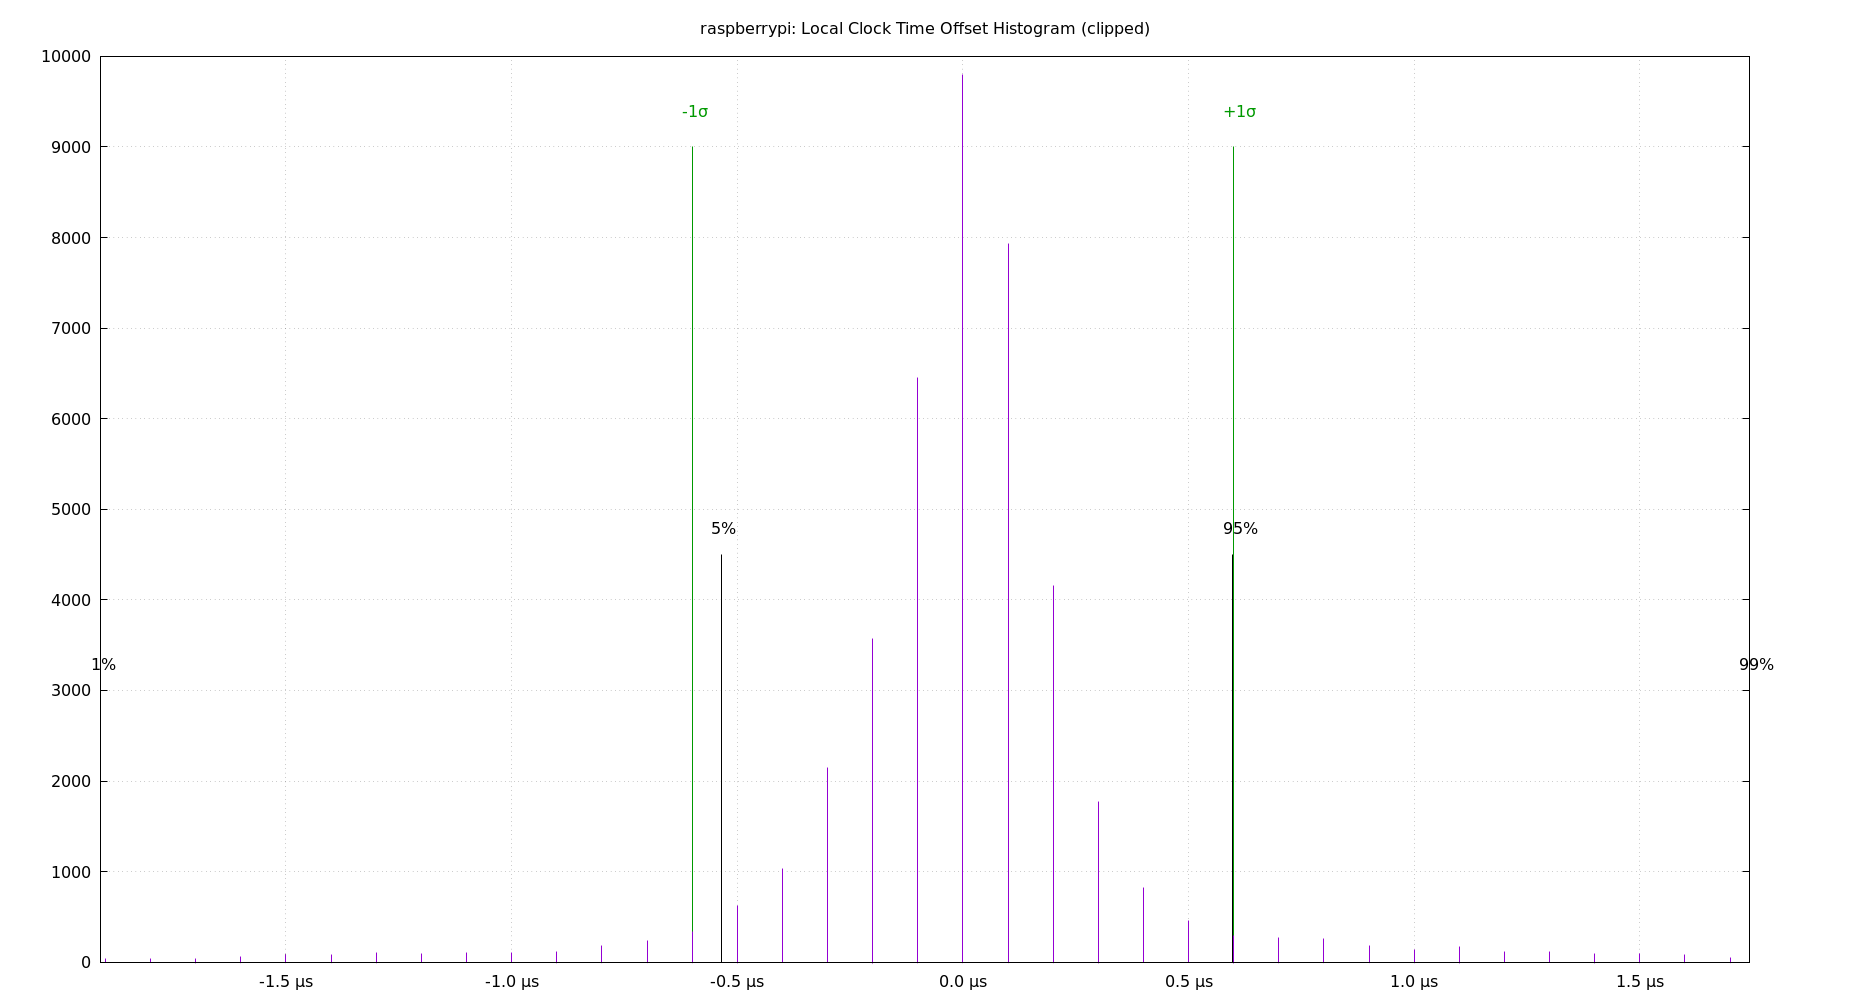 raspberrypi: Local Clock Time Offset Histogram (clipped)
10000
-1σ
+1σ
9000
8000
7000
6000
5000
5%
95%
4000
1%
99%
3000
2000
1000
0
-1.5 µs
-1.0 µs
-0.5 µs
0.0 µs
0.5 µs
1.0 µs
1.5 µs